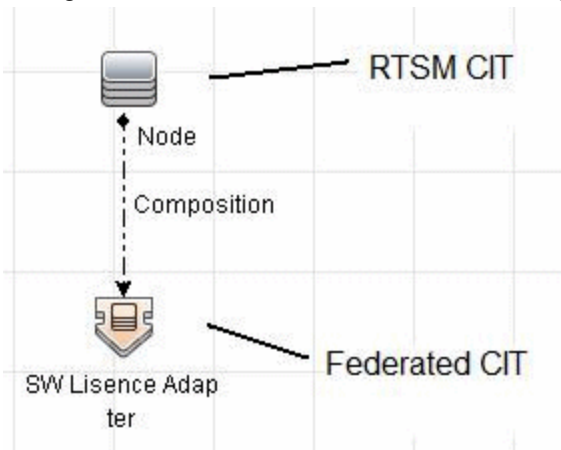 RTSM CIT
Node
Composition
Federated CIT
SW Lisence Adap
ter